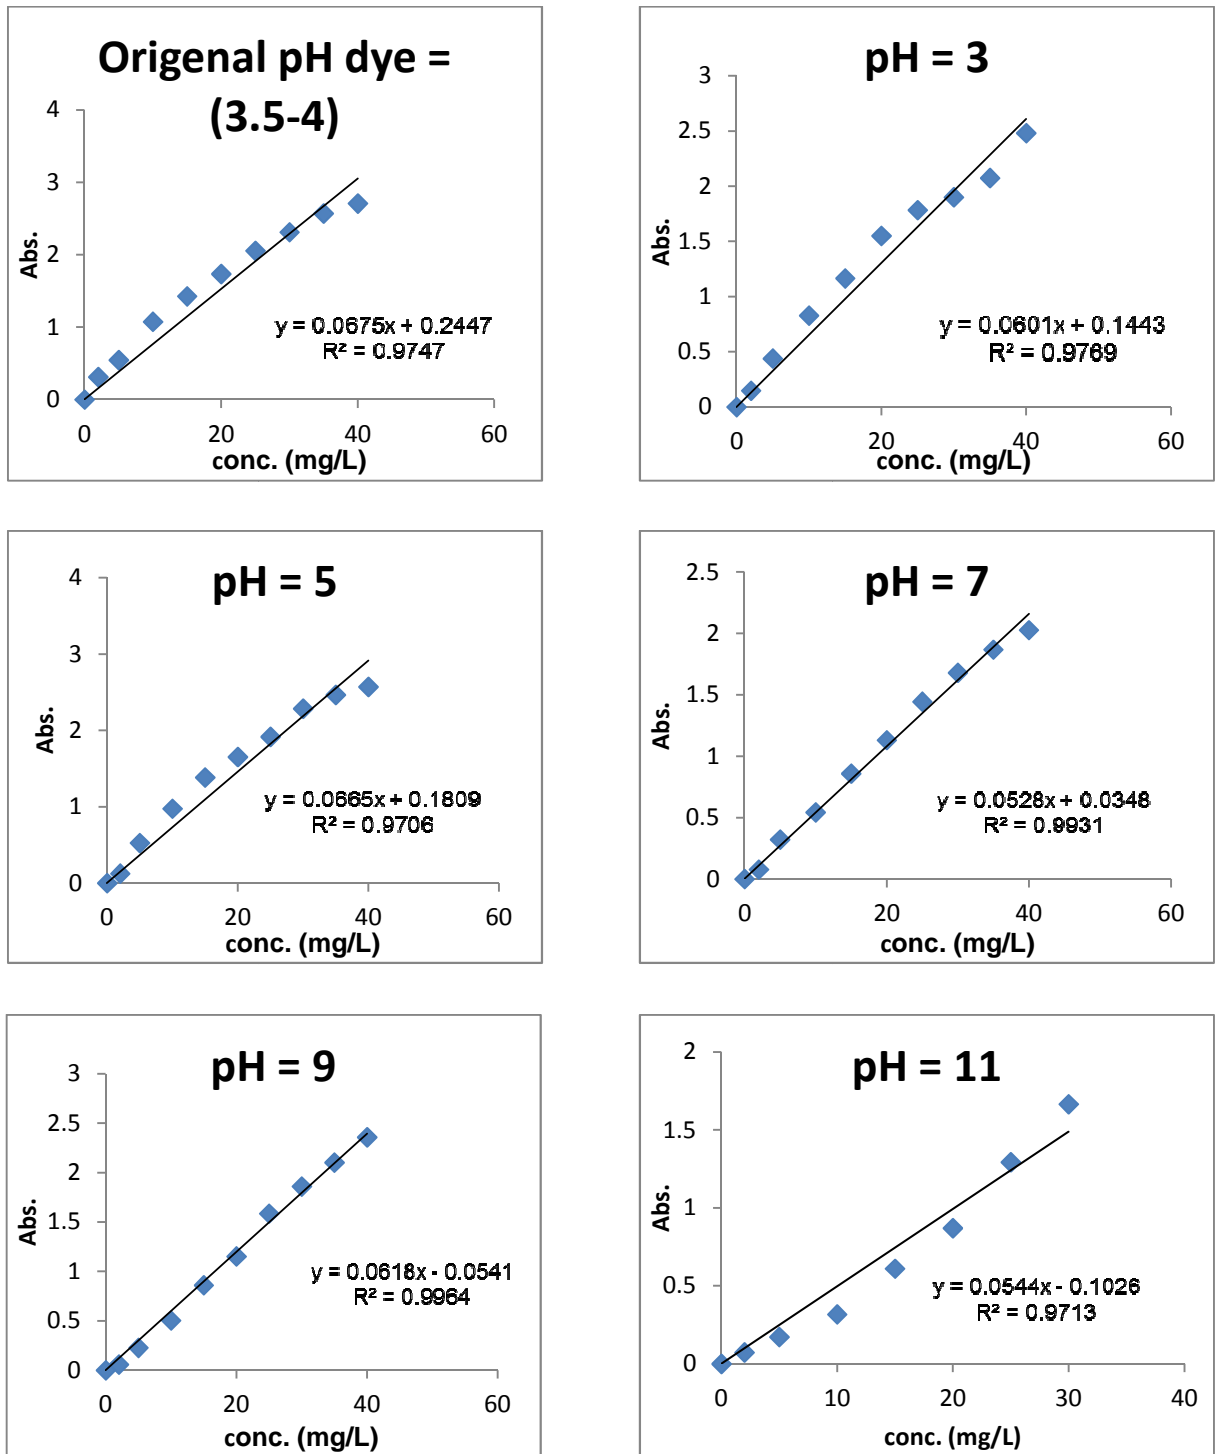 Origenal pH dye =
(3.5-4)
4
3
2
1
0
0
20
40
60
Abs.
conc. (mg/L)
y = 0.0675x + 0.2447
R² = 0.9747
pH = 3
3
2.5
2
1.5
1
0.5
0
0
20
40
60
Abs.
conc. (mg/L)
y = 0.0601x + 0.1443
R² = 0.9769
pH = 5
4
3
2
1
0
0
20
40
60
Abs.
conc. (mg/L)
y = 0.0665x + 0.1809
R² = 0.9706
pH = 7
2.5
2
1.5
1
0.5
0
0
20
40
60
Abs.
conc. (mg/L)
y = 0.0528x + 0.0348
R² = 0.9931
pH = 9
3
2.5
2
1.5
1
0.5
0
0
20
40
60
Abs.
conc. (mg/L)
y = 0.0618x - 0.0541
R² = 0.9964
pH = 11
2
1.5
1
0.5
0
0
10
20
30
40
Abs.
conc. (mg/L)
y = 0.0544x - 0.1026
R² = 0.9713